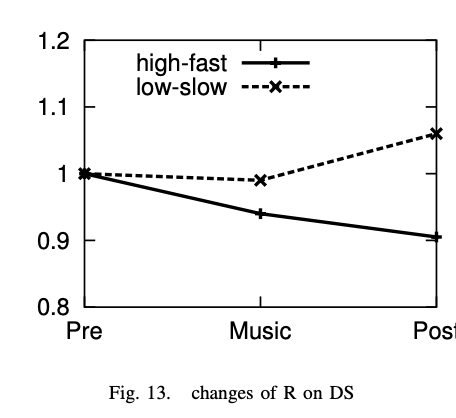 1.2
high-fast
low-slow
1.1
1
0.9
0.8
Pre Music Post
Fig. 13. changes of R on DS